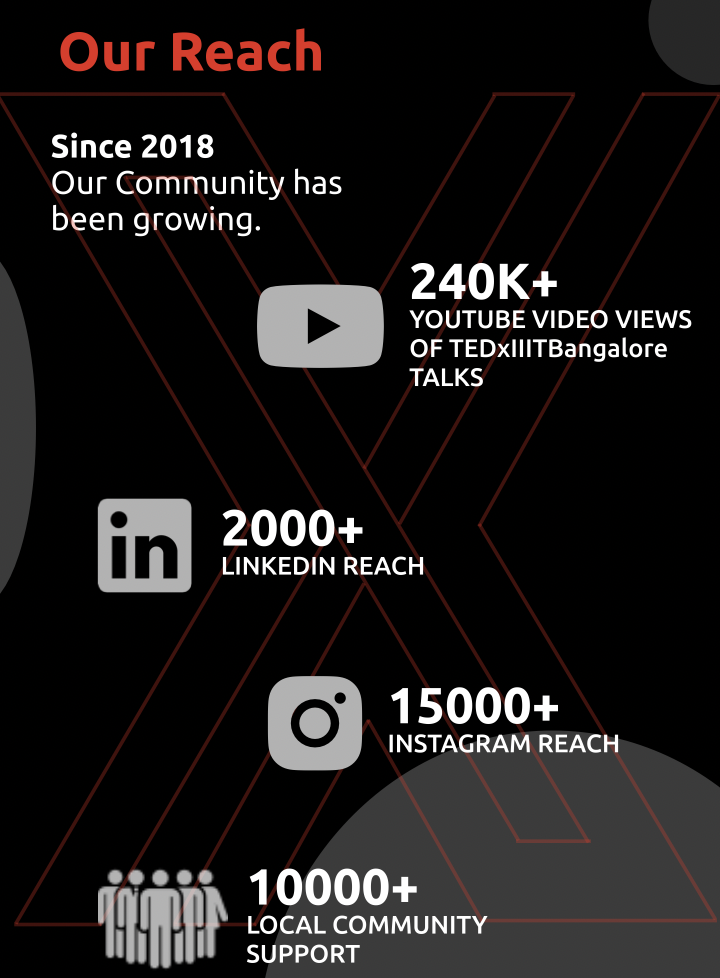 Our Reach
Since 2018
Our Community has
been growing.
240K+
YOUTUBE VIDEO VIEWS
OF TEDxIIITBangalore
TALKS
in
2000+
LINKEDIN REACH
15000+
INSTAGRAM REACH
10000+
LOCAL COMMUNITY
SUPPORT